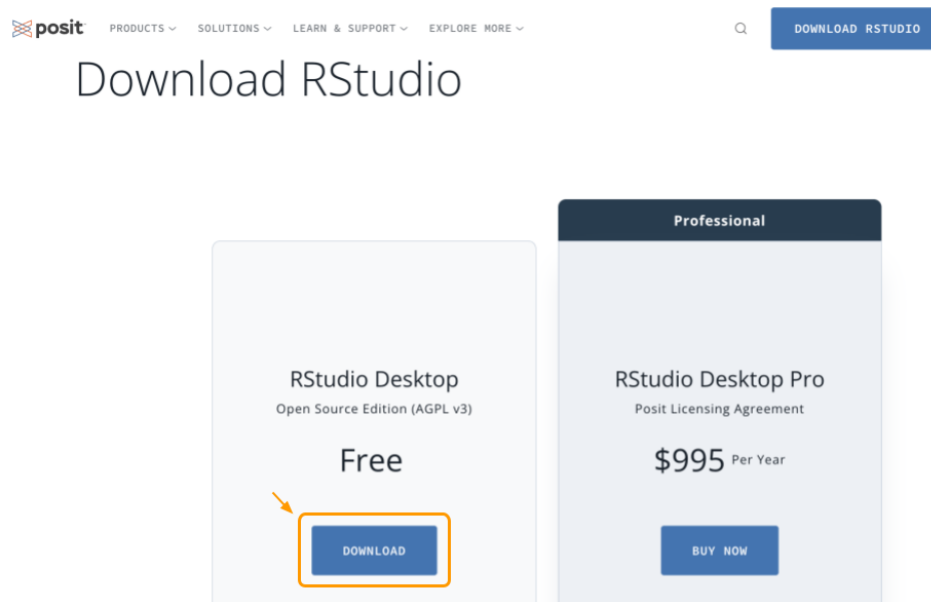 posit PRODUCTS SOLUTIONS LEARN & SUPPORT EXPLORE MORE DOWNLOAD RSTUDIO
Download RStudio
Professional
RStudio Desktop
Open Source Edition (AGPL v3)
Free
DOWNLOAD
RStudio Desktop Pro
Posit Licensing Agreement
$995 Per Year
BUY NOW